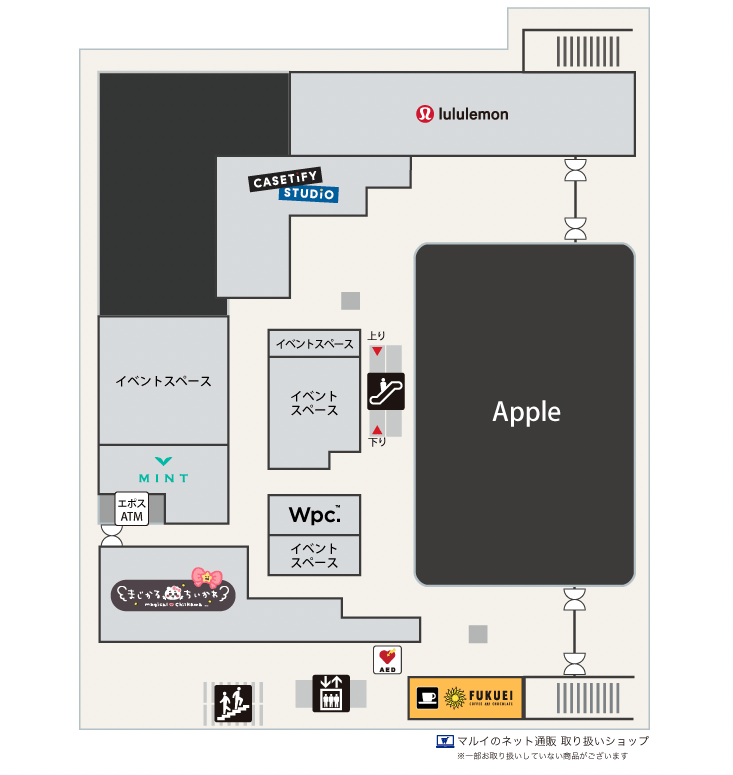 lululemon
CASETiFY
STUDiO
上り
イベントスペース
イベントスペース
イベント
スペース
Apple
下り
MINT
エポス
ATM
Wpc.™
イベント
スペース
まじかるちいかわ
magical Chiikawa
AED
FUKUEI
COFFEE AND CHOCOLATE
マルイのネット通販 取り扱いショップ
※一部お取り扱いしていない商品がございます